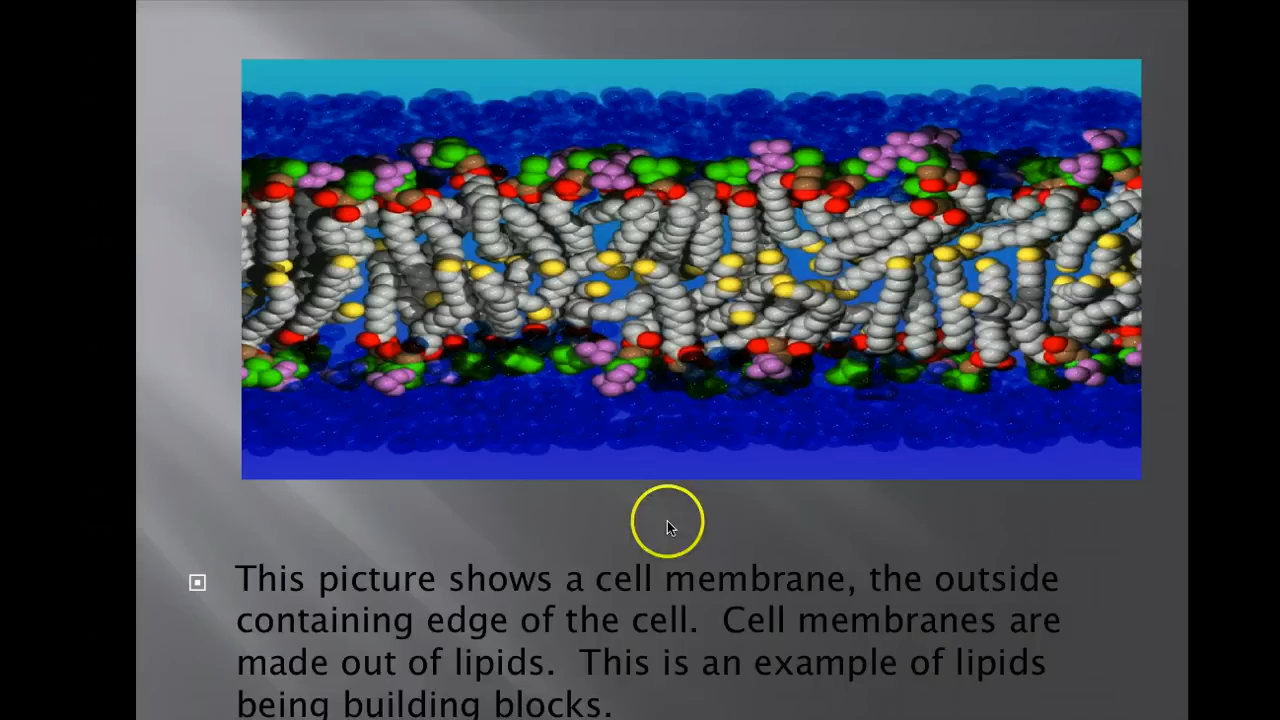 This picture shows a cell membrane, the outside
containing edge of the cell.  Cell membranes are
made out of lipids.  This is an example of lipids
being building blocks.